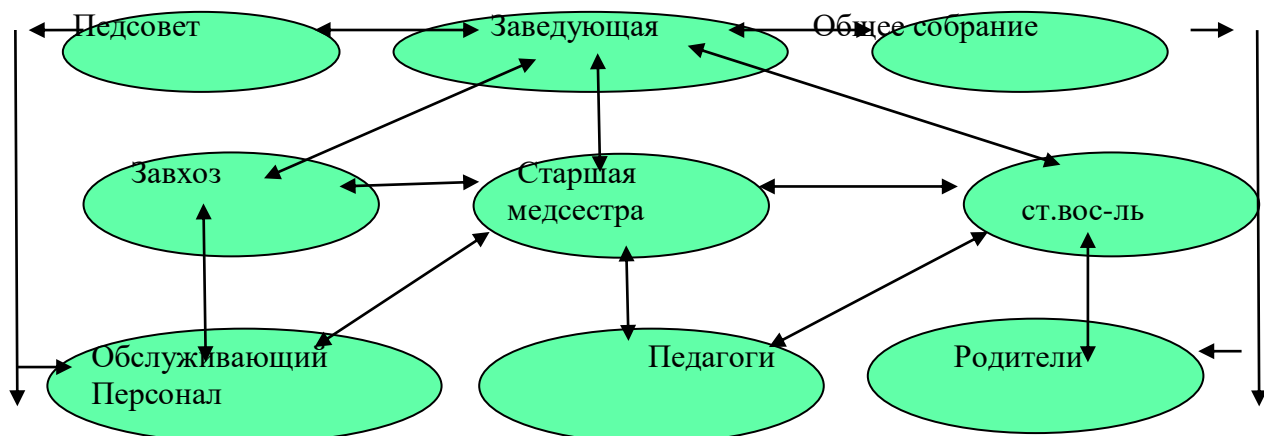 Педсовет
Заведующая
Общее собрание
Завхоз
Старшая
медсестра
ст.вос-ль
Обслуживающий
Персонал
Педагоги
Родители